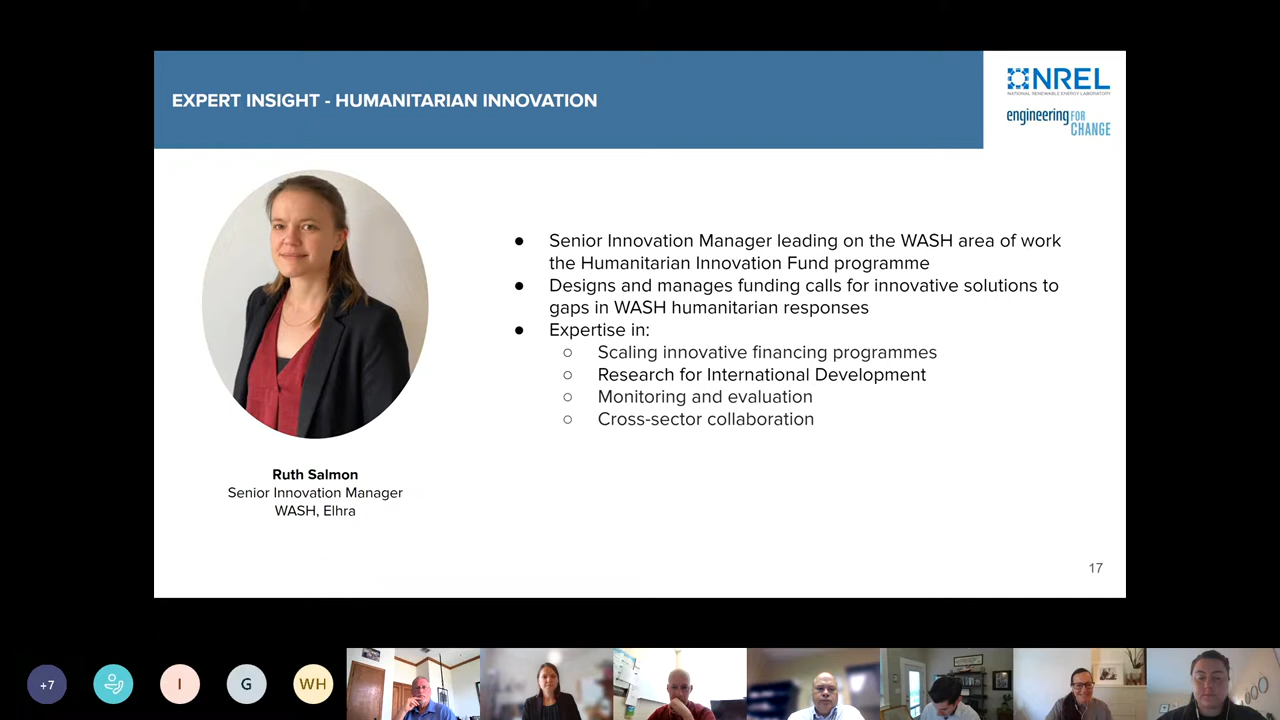 EXPERT INSIGHT - HUMANITARIAN INNOVATION
NREL
NATIONAL RENEWABLE ENERGY LABORATORY
engineering FOR
CHANGE
● Senior Innovation Manager leading on the WASH area of work
the Humanitarian Innovation Fund programme
● Designs and manages funding calls for innovative solutions to
gaps in WASH humanitarian responses
● Expertise in:
○ Scaling innovative financing programmes
○ Research for International Development
○ Monitoring and evaluation
○ Cross-sector collaboration
Ruth Salmon
Senior Innovation Manager
WASH, Elhra
17
+7
I
G
WH